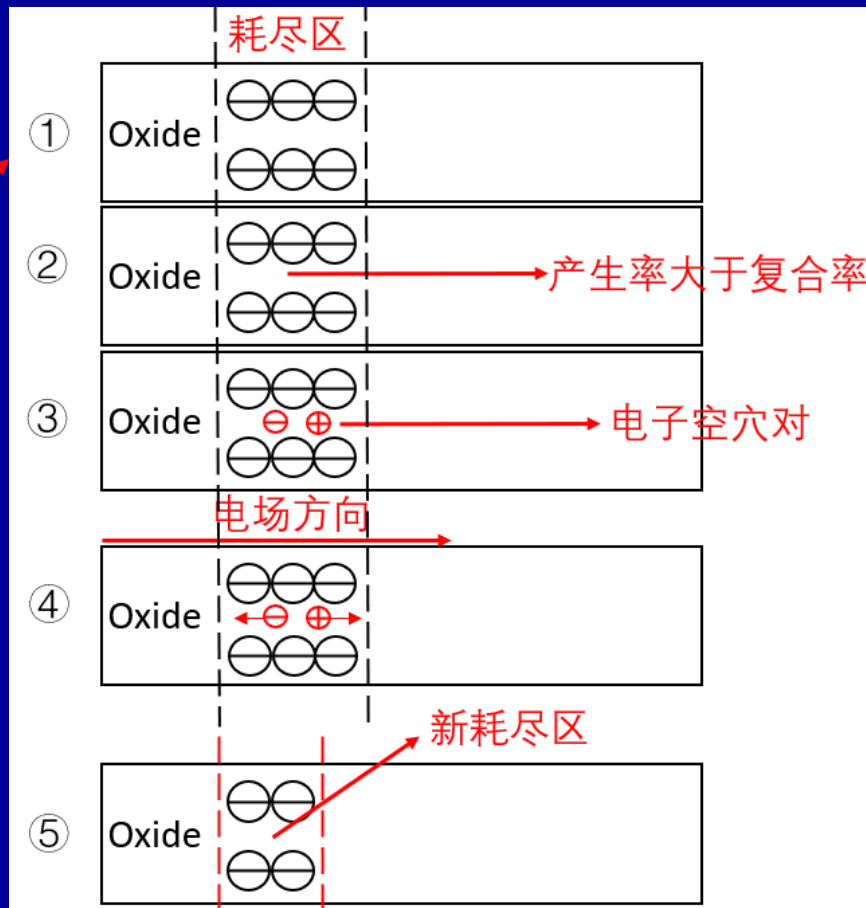 耗尽区
① Oxide
② Oxide 产生率大于复合率
③ Oxide 电子空穴对
电场方向
④ Oxide
新耗尽区
⑤ Oxide